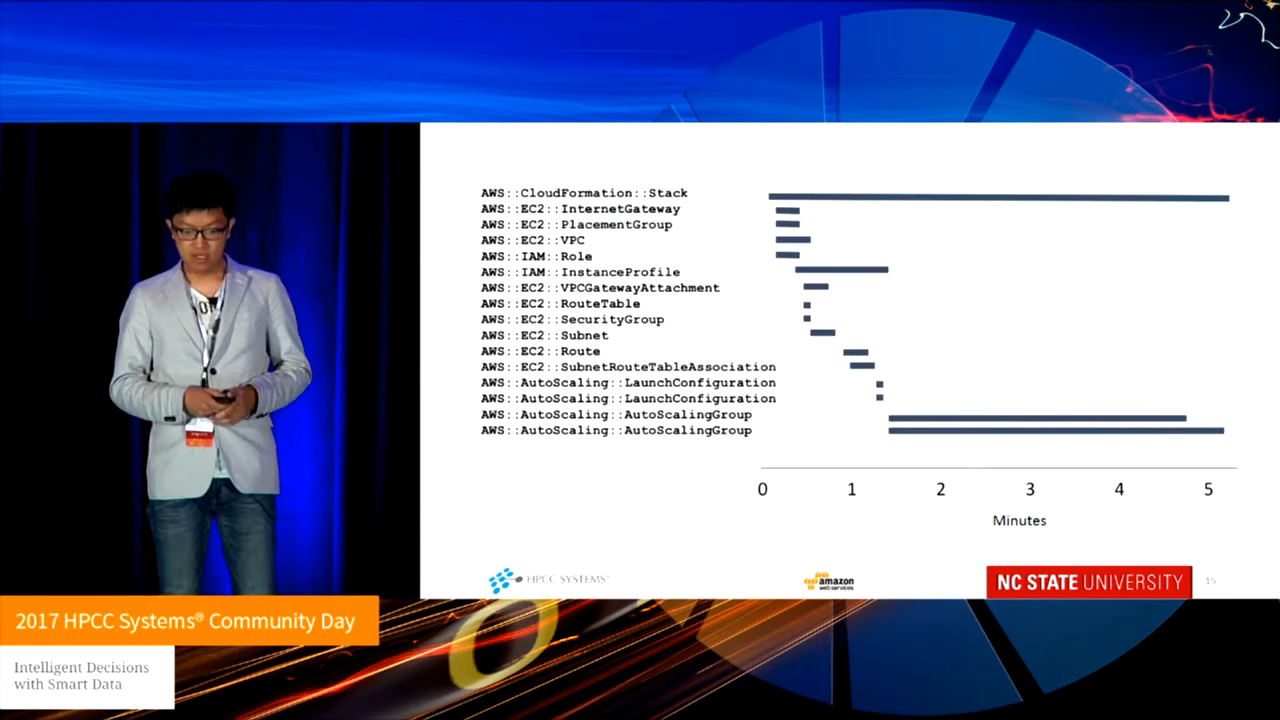 AWS::CloudFormation::Stack
AWS::EC2::InternetGateway
AWS::EC2::PlacementGroup
AWS::EC2::VPC
AWS::IAM::Role
AWS::IAM::InstanceProfile
AWS::EC2::VPCGatewayAttachment
AWS::EC2::RouteTable
AWS::EC2::SecurityGroup
AWS::EC2::Subnet
AWS::EC2::Route
AWS::EC2::SubnetRouteTableAssociation
AWS::AutoScaling::LaunchConfiguration
AWS::AutoScaling::LaunchConfiguration
AWS::AutoScaling::AutoScalingGroup
AWS::AutoScaling::AutoScalingGroup
0 1 2 3 4 5
Minutes
HPCC SYSTEMS
amazon
web services
NC STATE UNIVERSITY
15
2017 HPCC Systems® Community Day
Intelligent Decisions
with Smart Data